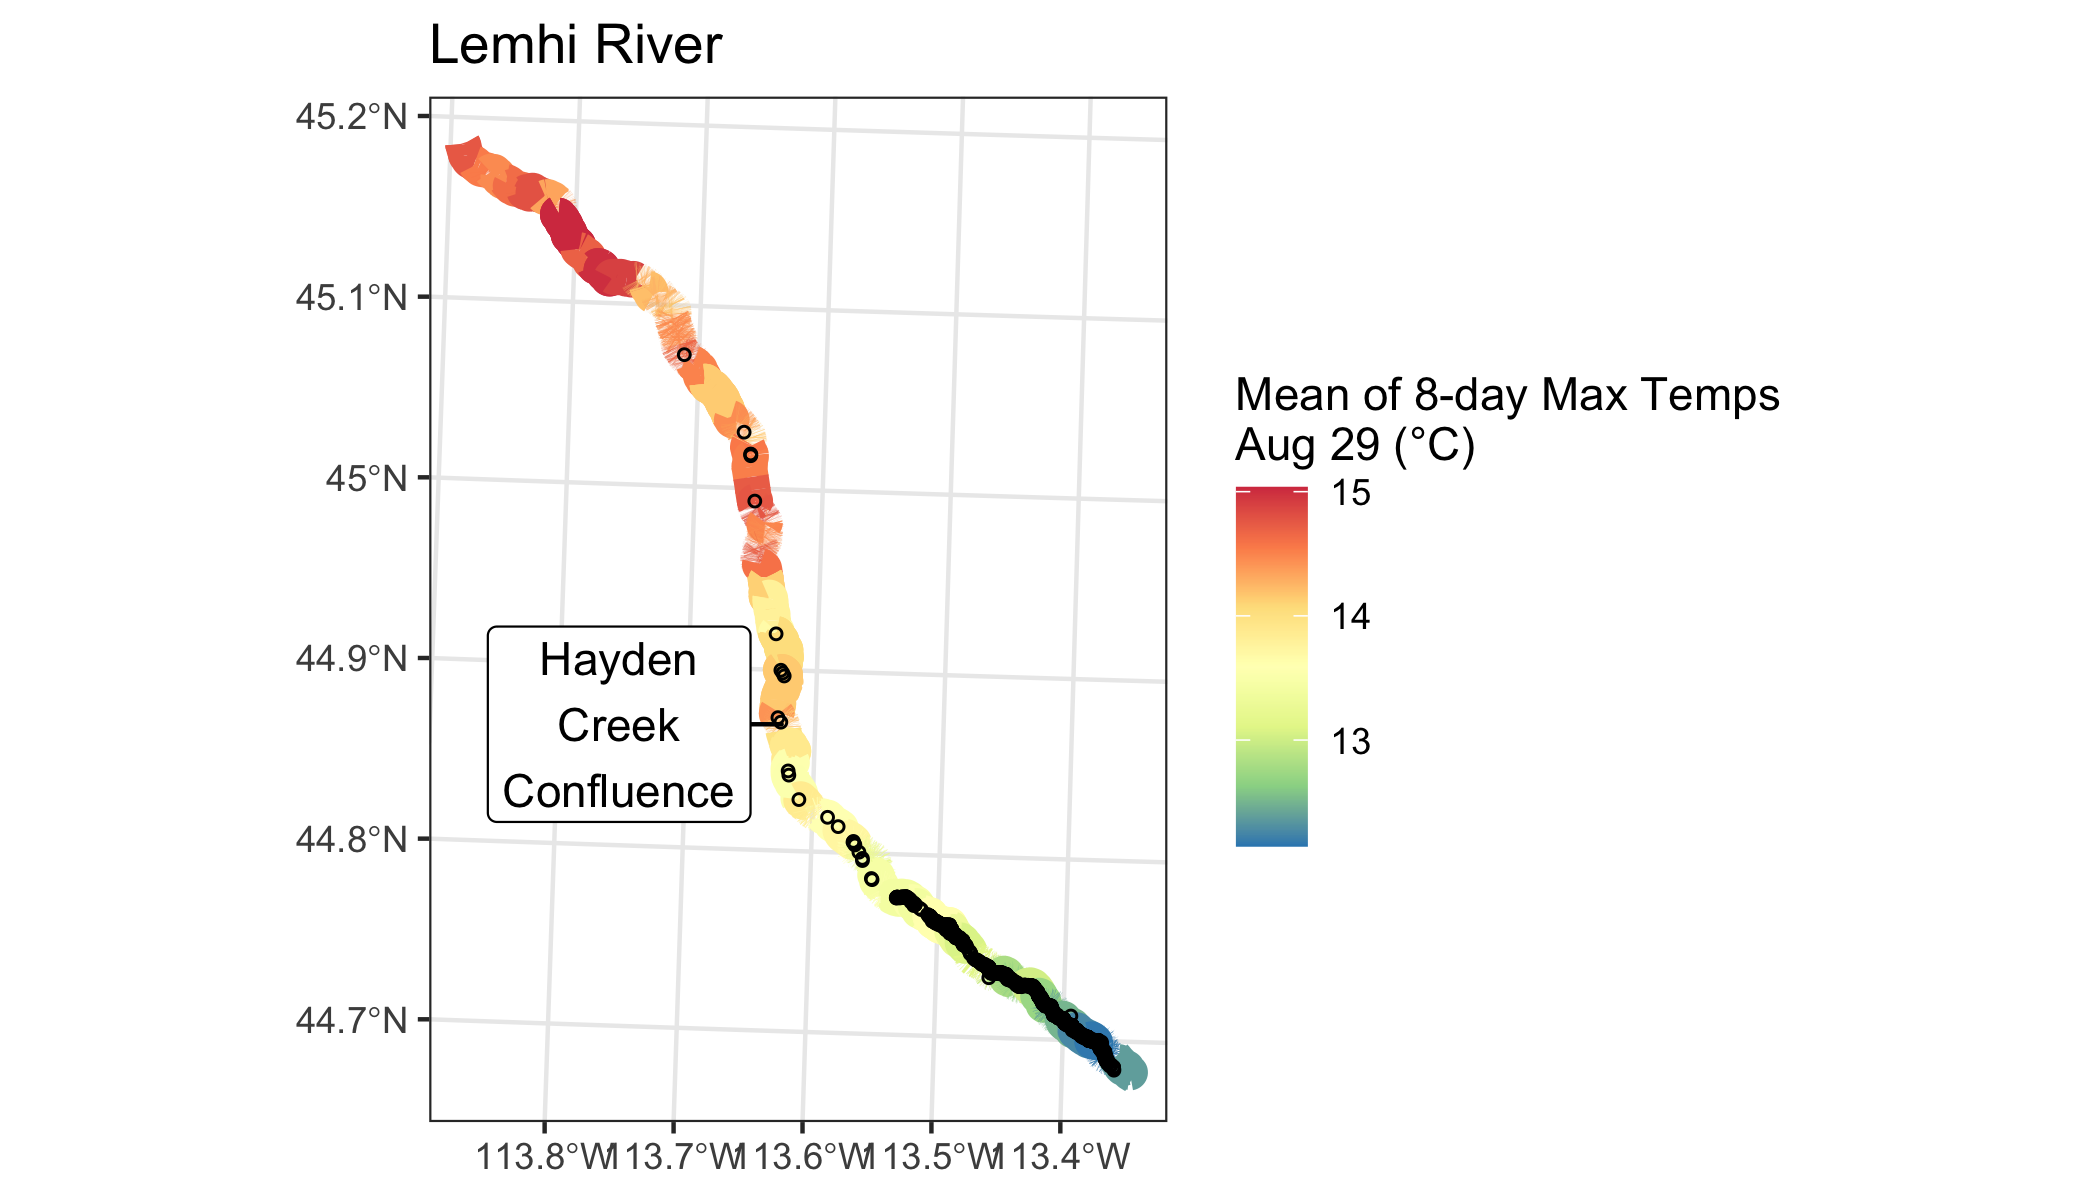 Lemhi River
45.2°N
45.1°N
45°N
44.9°N
44.8°N
44.7°N
Hayden
Creek
Confluence
113.8°W 113.7°W 113.6°W 113.5°W 113.4°W
Mean of 8-day Max Temps
Aug 29 (°C)
15
14
13